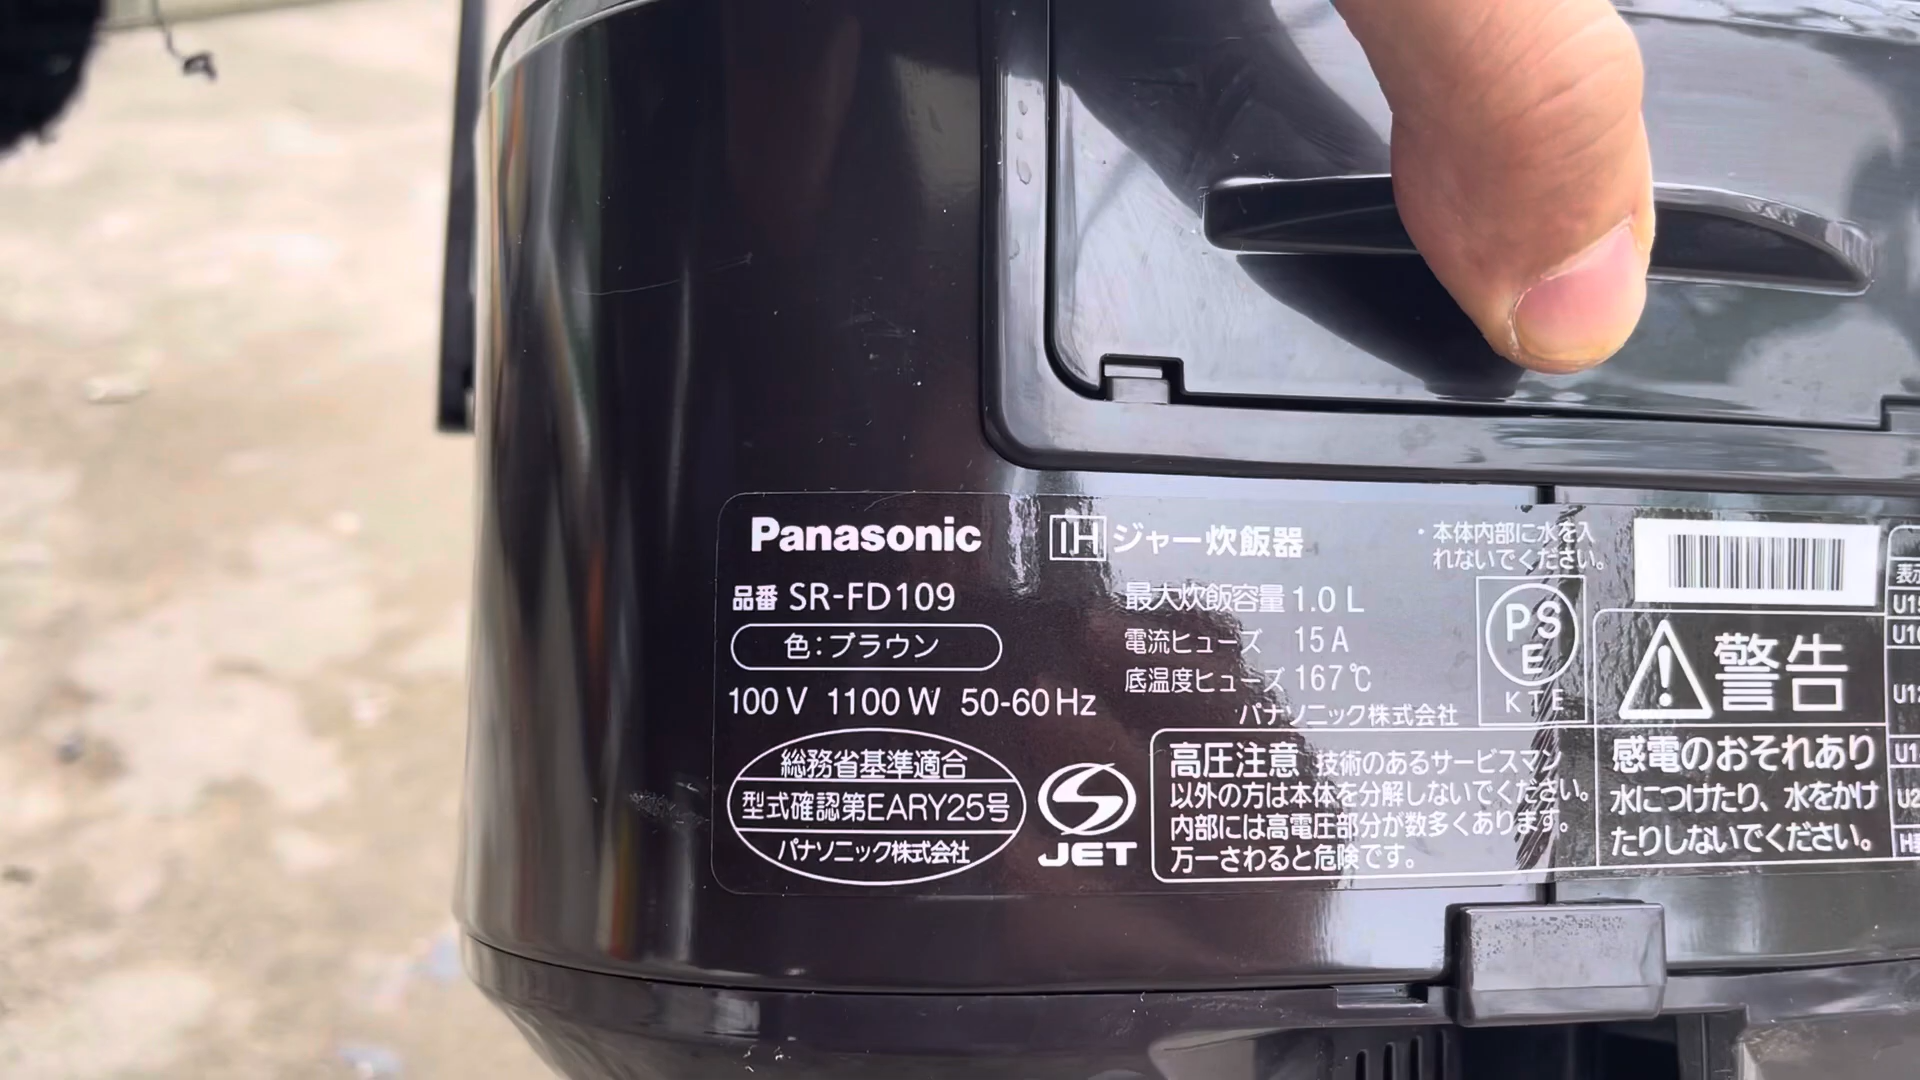 Panasonic
IHジャー炊飯器
品番 SR-FD109
色:ブラウン
100V 1100W 50-60Hz
最大炊飯容量 1.0L
電流ヒューズ 15A
底温度ヒューズ 167℃
パナソニック株式会社
・本体内部に水を入
れないでください。
PS
E
KTE
総務省基準適合
型式確認第EARY25号
パナソニック株式会社
JET
高圧注意 技術のあるサービスマン
以外の方は本体を分解しないでください。
内部には高電圧部分が数多くあります。
万一さわると危険です。
警告
感電のおそれあり
水につけたり、水をかけ
たりしないでください。
表示